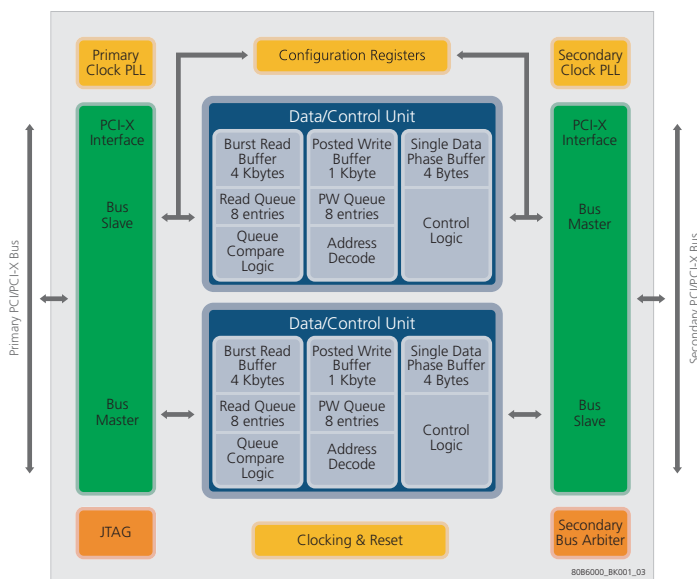 Primary
Clock PLL
Configuration Registers
Secondary
Clock PLL
PCI-X
Interface
Bus
Slave
Bus
Master
Data/Control Unit
Burst Read
Buffer
4 Kbytes
Read Queue
8 entries
Queue
Compare
Logic
Posted Write
Buffer
1 Kbyte
PW Queue
8 entries
Address
Decode
Single Data
Phase Buffer
4 Bytes
Control
Logic
Data/Control Unit
Burst Read
Buffer
4 Kbytes
Read Queue
8 entries
Queue
Compare
Logic
Posted Write
Buffer
1 Kbyte
PW Queue
8 entries
Address
Decode
Single Data
Phase Buffer
4 Bytes
Control
Logic
PCI-X
Interface
Bus
Master
Bus
Slave
Primary PCI/PCI-X Bus
Secondary PCI/PCI-X Bus
JTAG
Clocking & Reset
Secondary
Bus Arbiter
80B6000_BK001_03